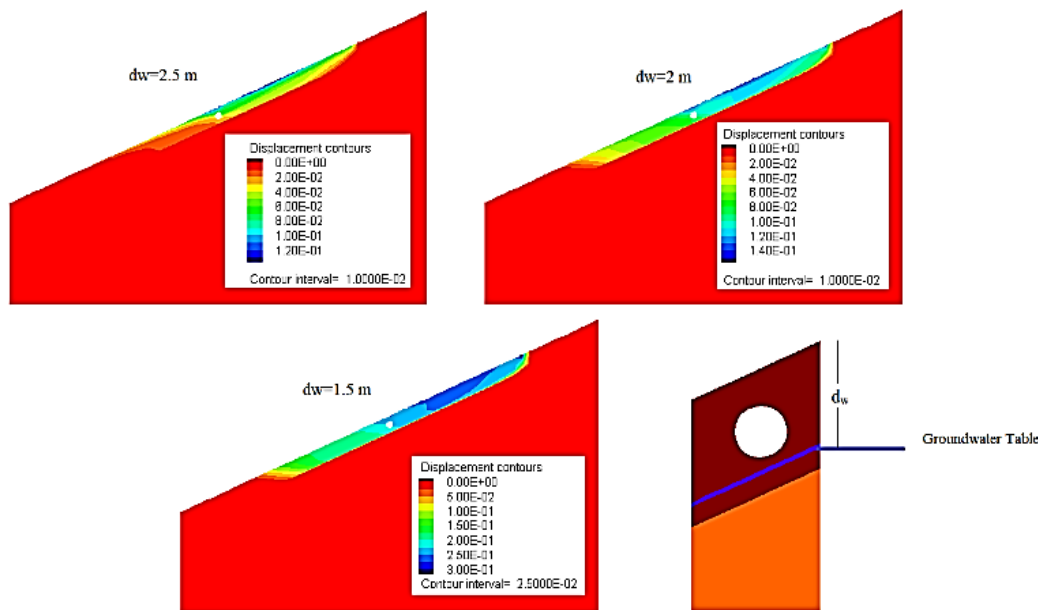 dw=2.5 m
Displacement contours
0.00E+00
2.00E-02
4.00E-02
6.00E-02
8.00E-02
1.00E-01
1.20E-01
Contour interval= 1.0000E-02
dw=2 m
Displacement contours
0.00E+00
2.00E-02
4.00E-02
6.00E-02
8.00E-02
1.00E-01
1.20E-01
1.40E-01
Contour interval= 1.0000E-02
dw=1.5 m
Displacement contours
0.00E+00
5.00E-02
1.00E-01
1.50E-01
2.00E-01
2.50E-01
3.00E-01
Contour interval= 2.5000E-02
dw
Groundwater Table